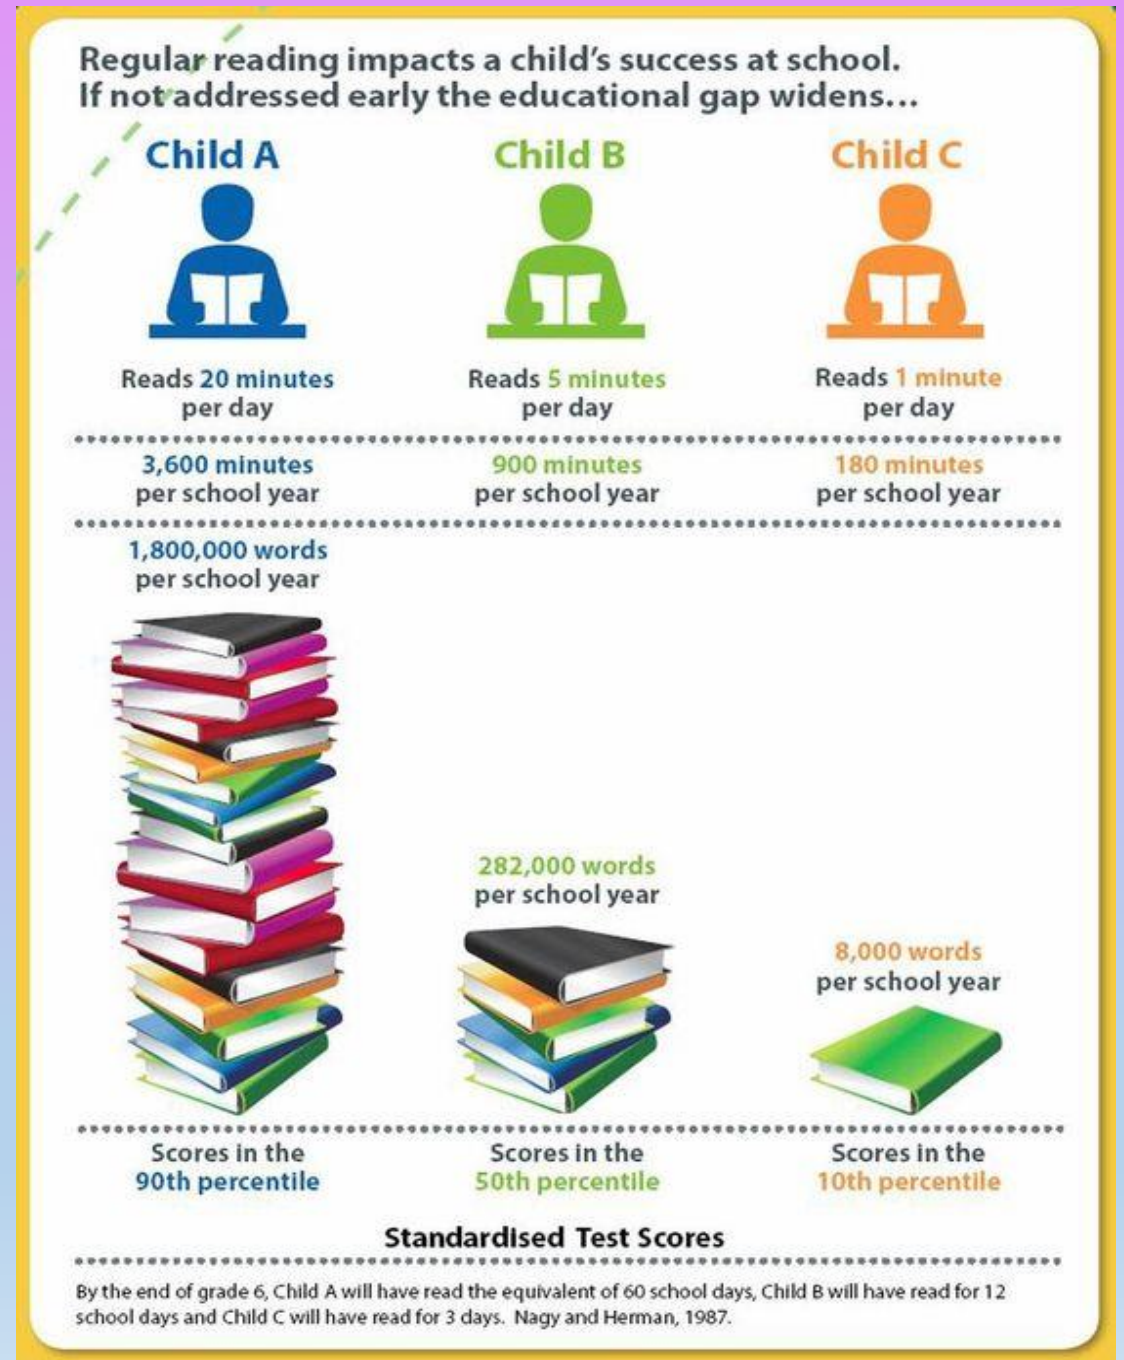 Regular reading impacts a child's success at school.
If not addressed early the educational gap widens...
Child A
Child B
Child C
Reads 20 minutes
per day
Reads 5 minutes
per day
Reads 1 minute
per day
3,600 minutes
per school year
900 minutes
per school year
180 minutes
per school year
1,800,000 words
per school year
282,000 words
per school year
8,000 words
per school year
Scores in the
90th percentile
Scores in the
50th percentile
Scores in the
10th percentile
Standardised Test Scores
By the end of grade 6, Child A will have read the equivalent of 60 school days, Child B will have read for 12
school days and Child C will have read for 3 days. Nagy and Herman, 1987.